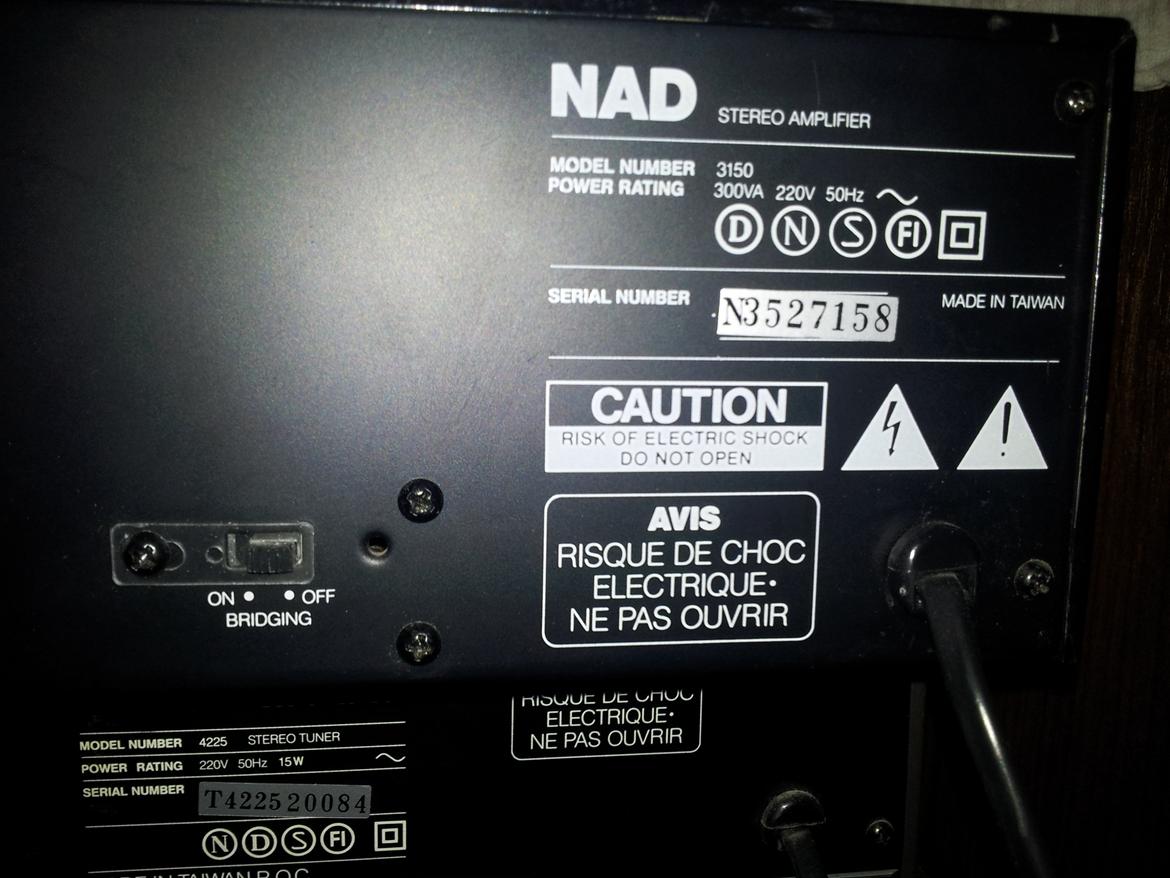 NAD STEREO AMPLIFIER
MODEL NUMBER 3150
POWER RATING 300VA 220V 50Hz
D N S FI
SERIAL NUMBER N3527158 MADE IN TAIWAN
CAUTION
RISK OF ELECTRIC SHOCK
DO NOT OPEN
AVIS
RISQUE DE CHOC
ELECTRIQUE·
NE PAS OUVRIR
ON • • OFF
BRIDGING
RISQUE DE CHOC
ELECTRIQUE·
NE PAS OUVRIR
MODEL NUMBER 4225 STEREO TUNER
POWER RATING 220V 50Hz 15W
SERIAL NUMBER T422520084
N D S FI
IN TAIWAN R.O.C